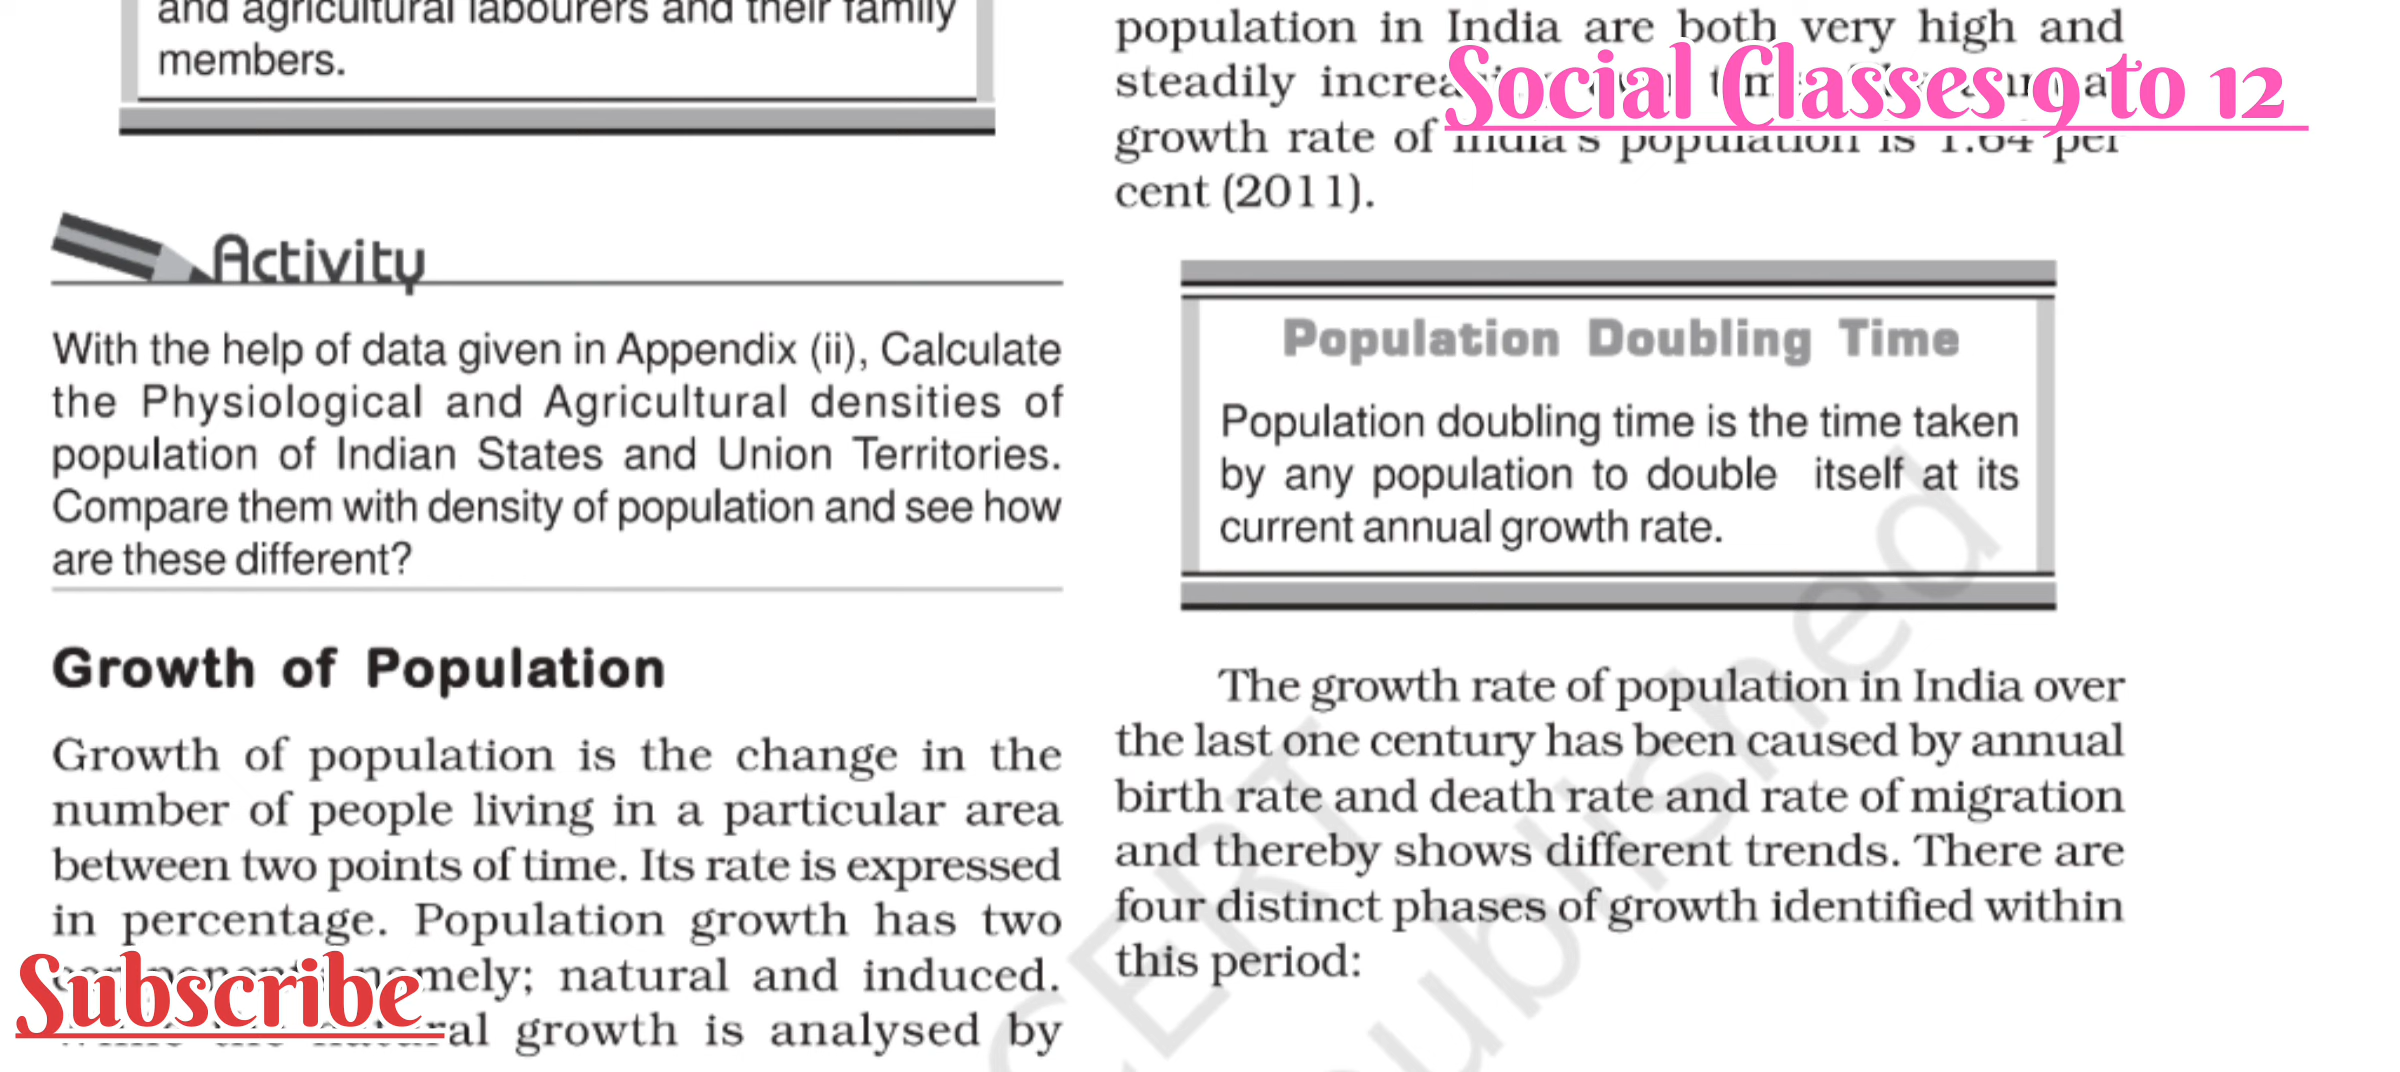 and agricultural labourers and their family
members.
Activity
With the help of data given in Appendix (ii), Calculate
the Physiological and Agricultural densities of
population of Indian States and Union Territories.
Compare them with density of population and see how
are these different?
Growth of Population
Growth of population is the change in the
number of people living in a particular area
between two points of time. Its rate is expressed
in percentage. Population growth has two
namely; natural and induced.
growth is analysed by
Subscribe
population in India are both very high and
steadily
growth rate of India's population is 1.64 per
cent (2011).
Social Classes 9 to 12
Population Doubling Time
Population doubling time is the time taken
by any population to double itself at its
current annual growth rate.
The growth rate of population in India over
the last one century has been caused by annual
birth rate and death rate and rate of migration
and thereby shows different trends. There are
four distinct phases of growth identified within
this period: